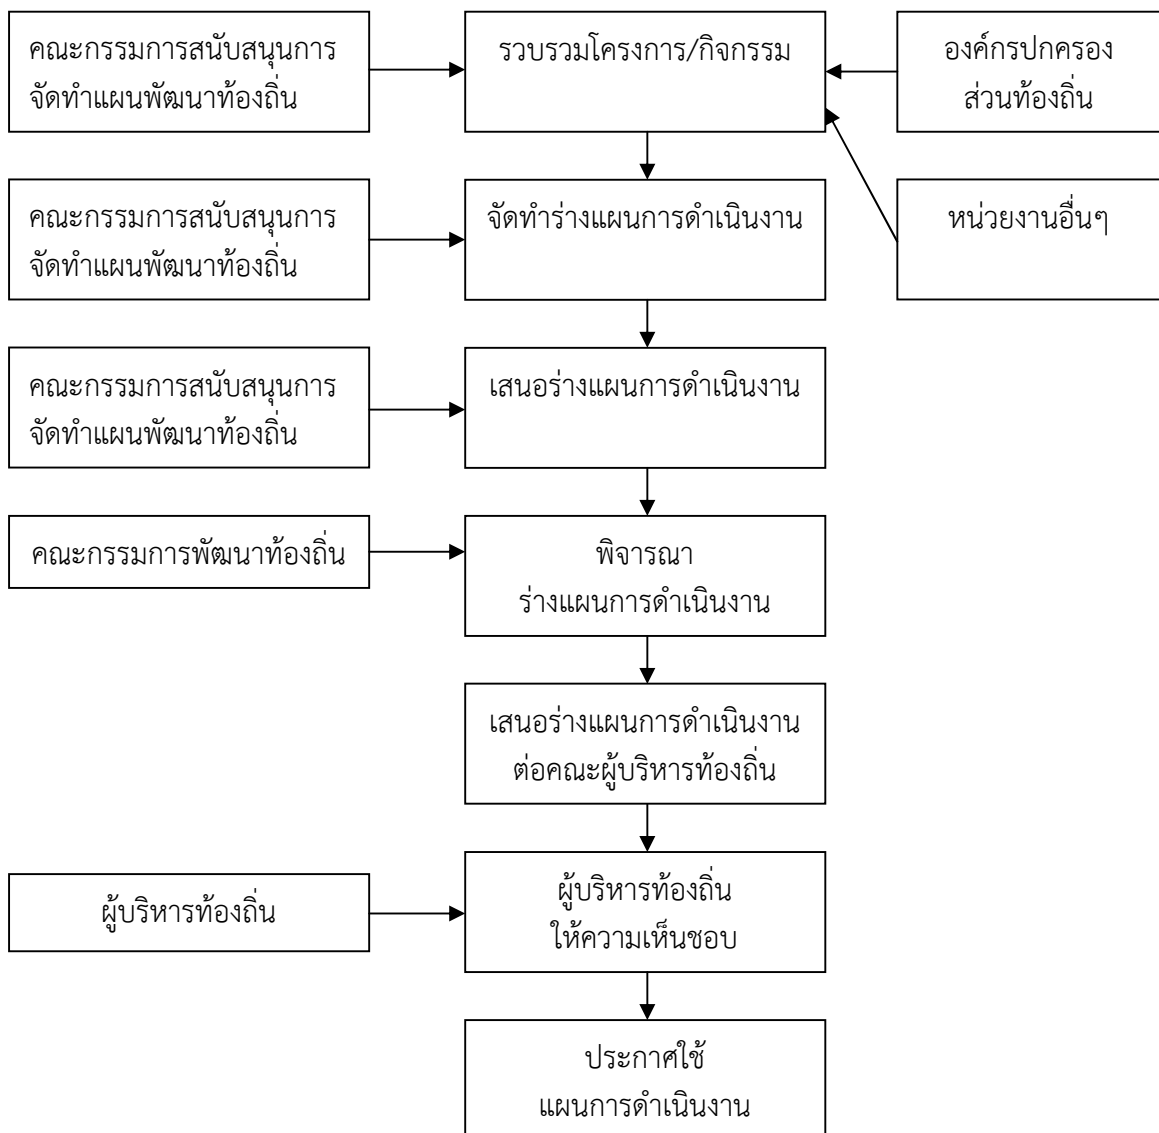 คณะกรรมการสนับสนุนการ
จัดทำแผนพัฒนาท้องถิ่น
รวบรวมโครงการ/กิจกรรม
องค์กรปกครอง
ส่วนท้องถิ่น
คณะกรรมการสนับสนุนการ
จัดทำแผนพัฒนาท้องถิ่น
จัดทำร่างแผนการดำเนินงาน
หน่วยงานอื่นๆ
คณะกรรมการสนับสนุนการ
จัดทำแผนพัฒนาท้องถิ่น
เสนอร่างแผนการดำเนินงาน
คณะกรรมการพัฒนาท้องถิ่น
พิจารณา
ร่างแผนการดำเนินงาน
เสนอร่างแผนการดำเนินงาน
ต่อคณะผู้บริหารท้องถิ่น
ผู้บริหารท้องถิ่น
ผู้บริหารท้องถิ่น
ให้ความเห็นชอบ
ประกาศใช้
แผนการดำเนินงาน